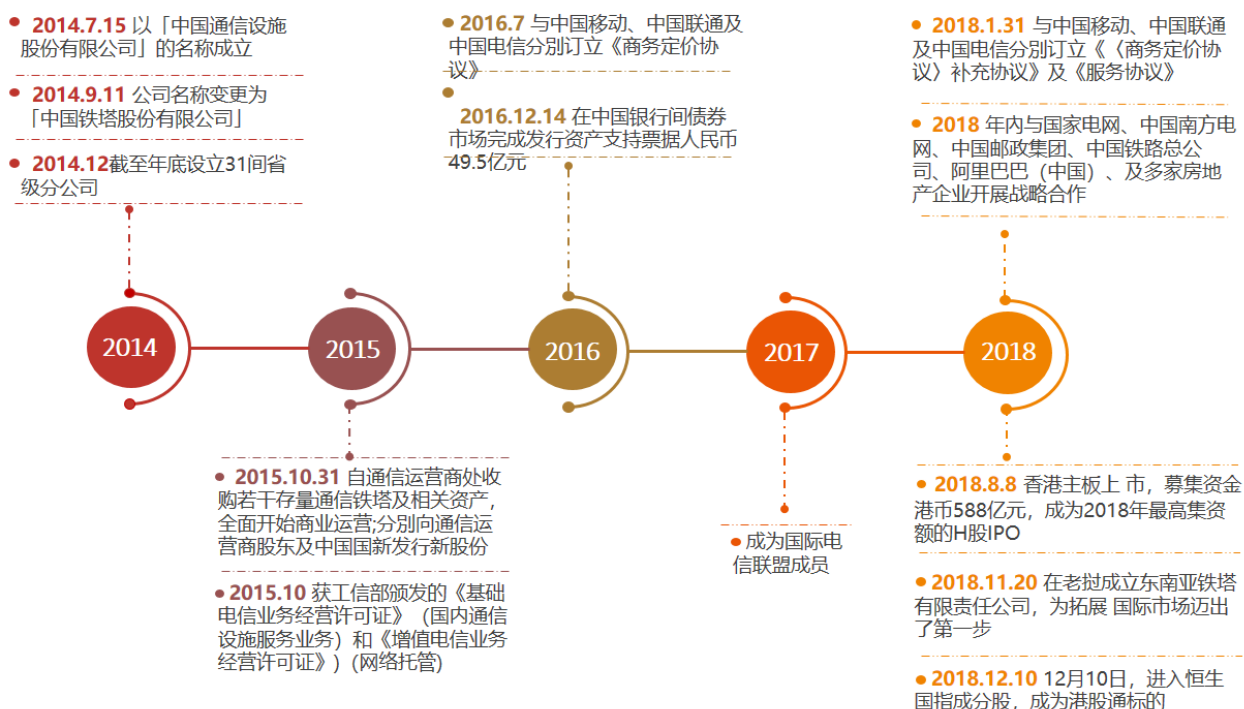 2014.7.15 以「中国通信设施
股份有限公司」的名称成立
2014.9.11 公司名称变更为
「中国铁塔股份有限公司」
2014.12截至年底设立31间省
级分公司
2016.7 与中国移动、中国联通及
中国电信分别订立《商务定价协
议》
2016.12.14 在中国银行间债券
市场完成发行资产支持票据人民币
49.5亿元
2018.1.31 与中国移动、中国联通
及中国电信分别订立《〈商务定价协
议〉补充协议》及《服务协议》
2018 年内与国家电网、中国南方电
网、中国邮政集团、中国铁路总公
司、阿里巴巴（中国）、及多家房地
产企业开展战略合作
2014
2015
2016
2017
2018
2015.10.31 自通信运营商处收
购若干存量通信铁塔及相关资产，
全面开始商业运营;分别向通信运
营商股东及中国国新发行新股份
2015.10 获工信部颁发的《基础
电信业务经营许可证》（国内通信
设施服务业务）和《增值电信业务
经营许可证》）(网络托管)
成为国际电
信联盟成员
2018.8.8 香港主板上 市，募集资金
港币588亿元，成为2018年最高集资
额的H股IPO
2018.11.20 在老挝成立东南亚铁塔
有限责任公司，为拓展 国际市场迈出
了第一步
2018.12.10 12月10日，进入恒生
国指成分股，成为港股通标的